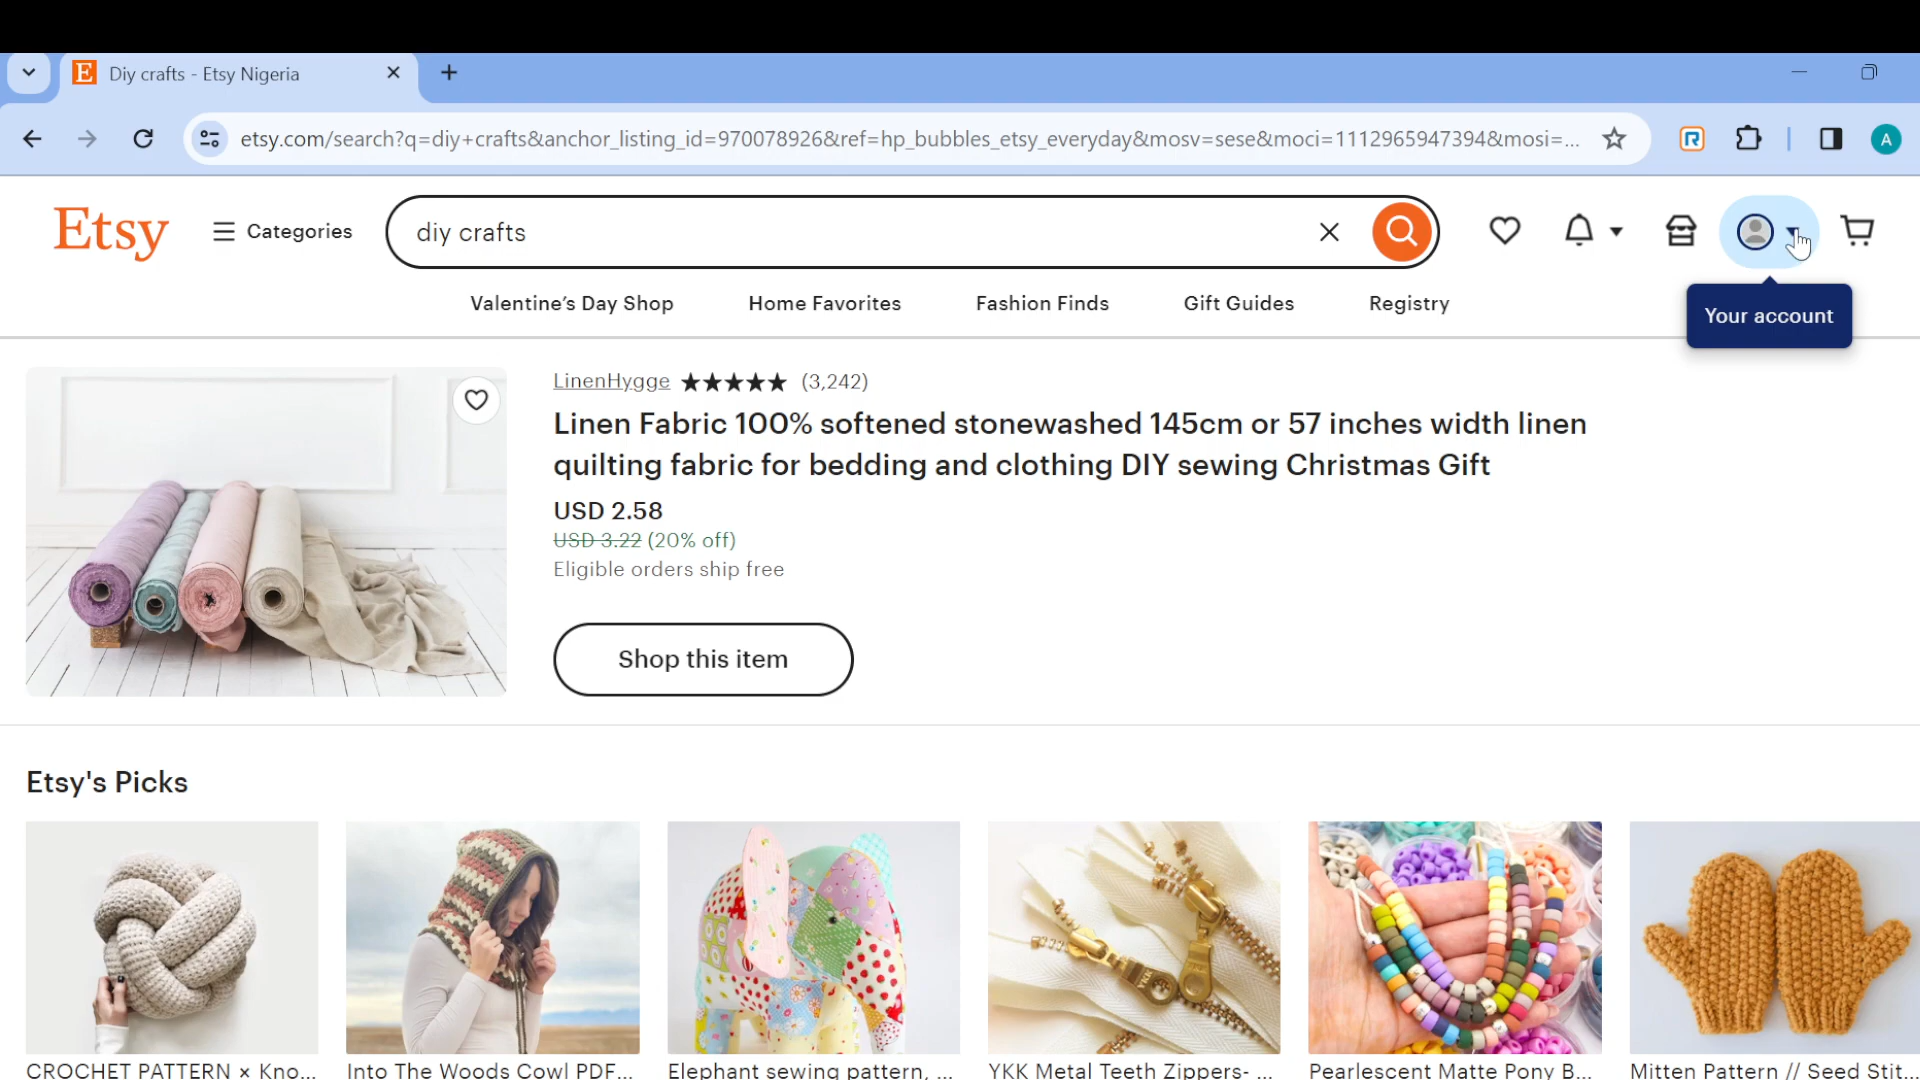 Diy crafts - Etsy Nigeria
etsy.com/search?q=diy+crafts&anchor_listing_id=970078926&ref=hp_bubbles_etsy_everyday&mosv=sese&moci=1112965947394&mosi=...
A
Etsy
Categories
diy crafts
Valentine's Day Shop
Home Favorites
Fashion Finds
Gift Guides
Registry
Your account
LinenHygge ★★★★★ (3,242)
Linen Fabric 100% softened stonewashed 145cm or 57 inches width linen
quilting fabric for bedding and clothing DIY sewing Christmas Gift
USD 2.58
USD 3.22 (20% off)
Eligible orders ship free
Shop this item
Etsy's Picks
CROCHET PATTERN × Kno...
Into The Woods Cowl PDF...
Elephant sewing pattern, ...
YKK Metal Teeth Zippers- ...
Pearlescent Matte Pony B...
Mitten Pattern // Seed Stit...